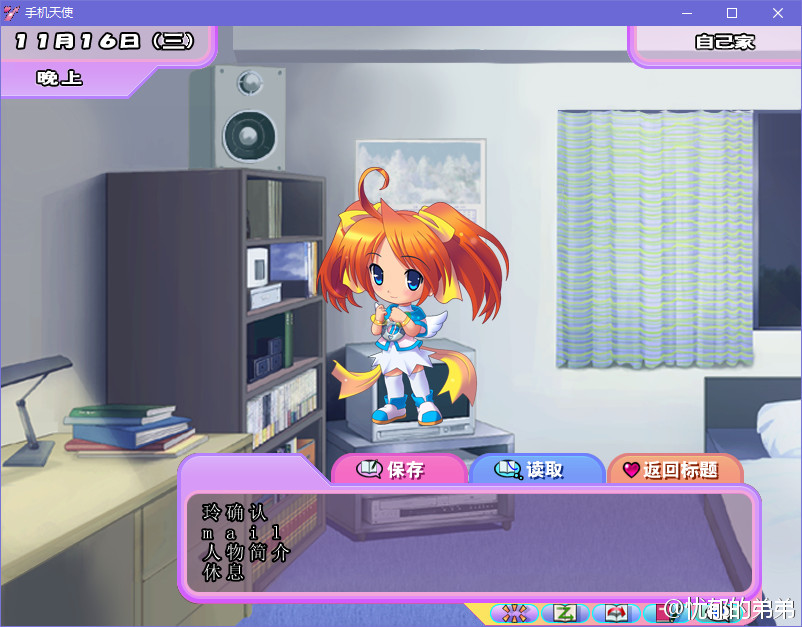 手机天使
11月16日 (三)
自己家
晚上
保存
读取
返回标题
玲确认
mail
人物简介
休息
@忧郁的弟弟